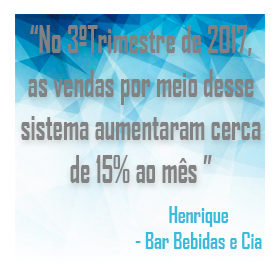 “No 3ºTrimestre de 2017,
as vendas por meio desse
sistema aumentaram cerca
de 15% ao mês ”
Henrique
- Bar Bebidas e Cia